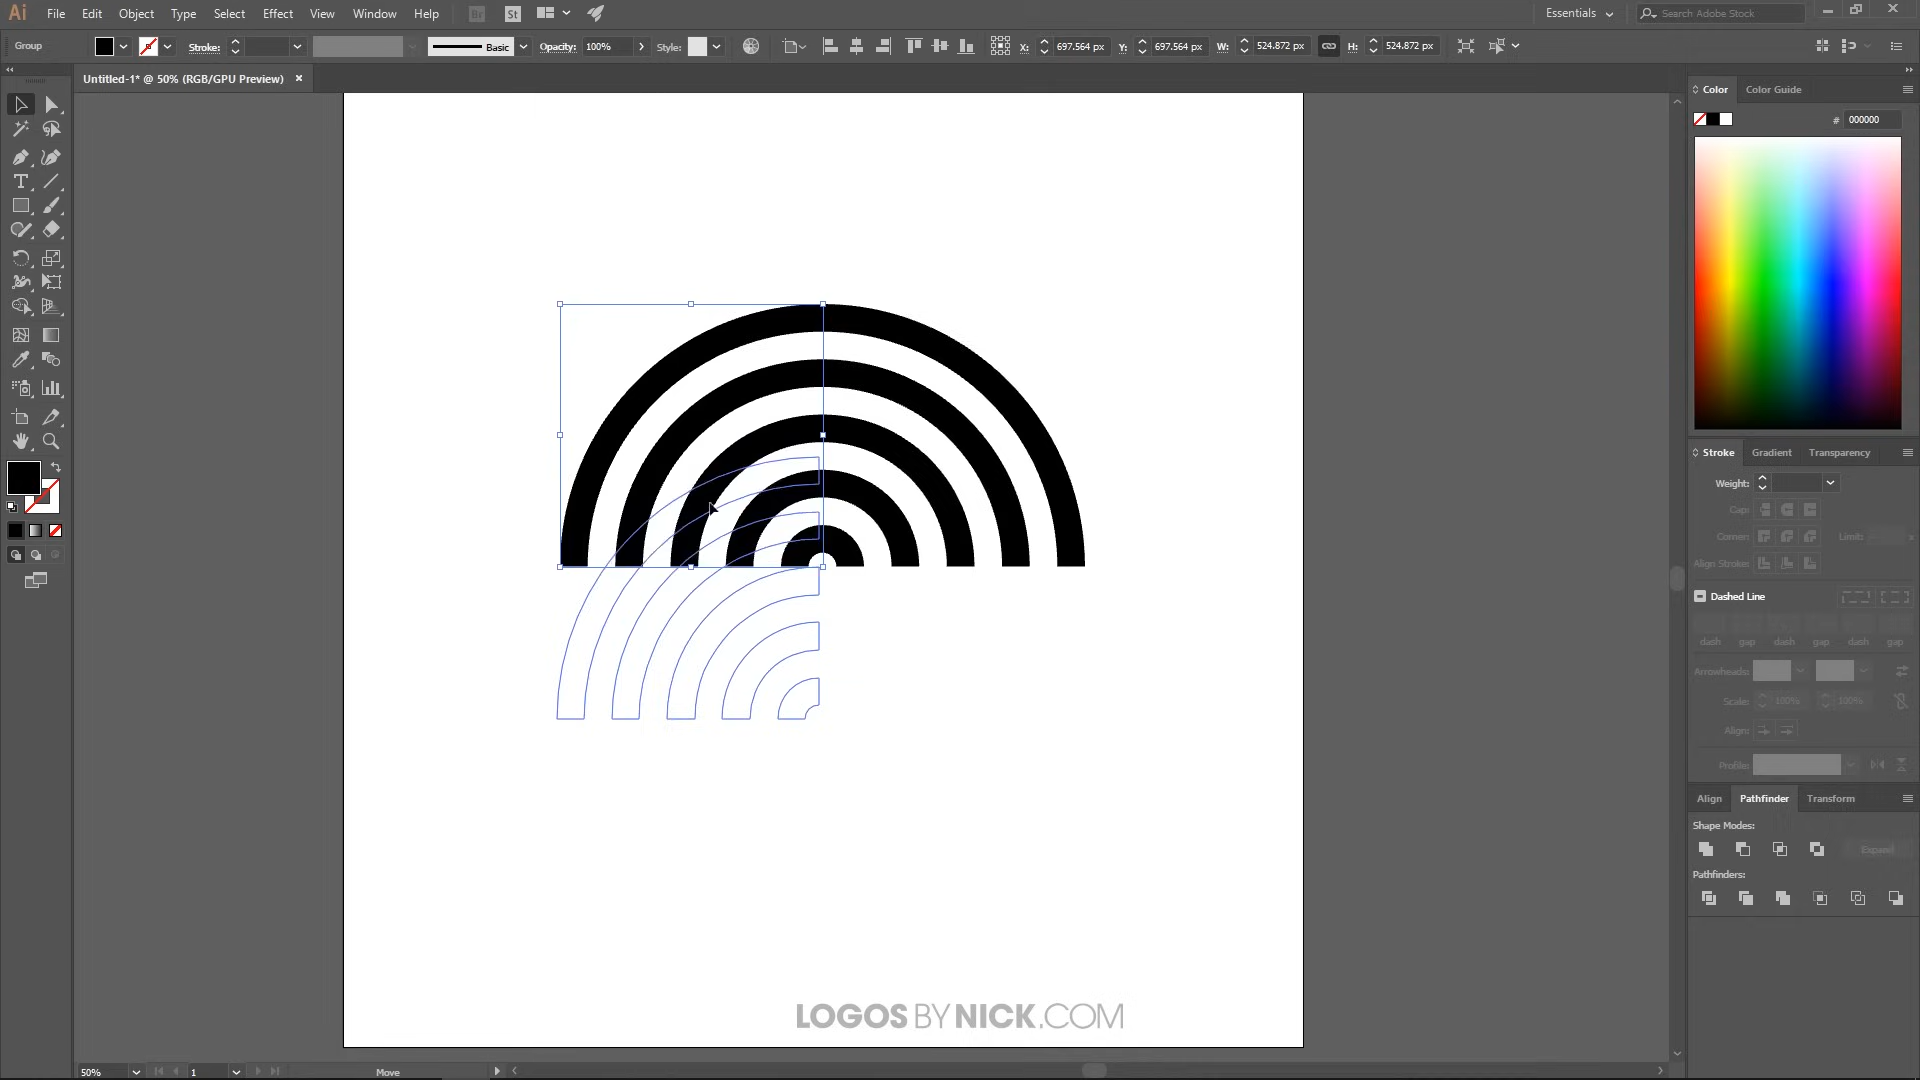 Ai File Edit Object Type Select Effect View Window Help Br St Essentials Search Adobe Stock
Group Stroke: Basic Opacity: 100% Style: X: 697.564 px Y: 697.564 px W: 524.872 px H: 524.872 px
Untitled-1* @ 50% (RGB/GPU Preview) ×
Color Color Guide
# 000000
Stroke Gradient Transparency
Weight:
Cap:
Corner: Limit: x
Align Stroke:
Dashed Line
dash gap dash gap dash gap
Arrowheads:
Scale: 100% 100%
Align:
Profile:
Align Pathfinder Transform
Shape Modes:
Expand
Pathfinders:
LOGOS BY NICK.COM
50% 1 Move